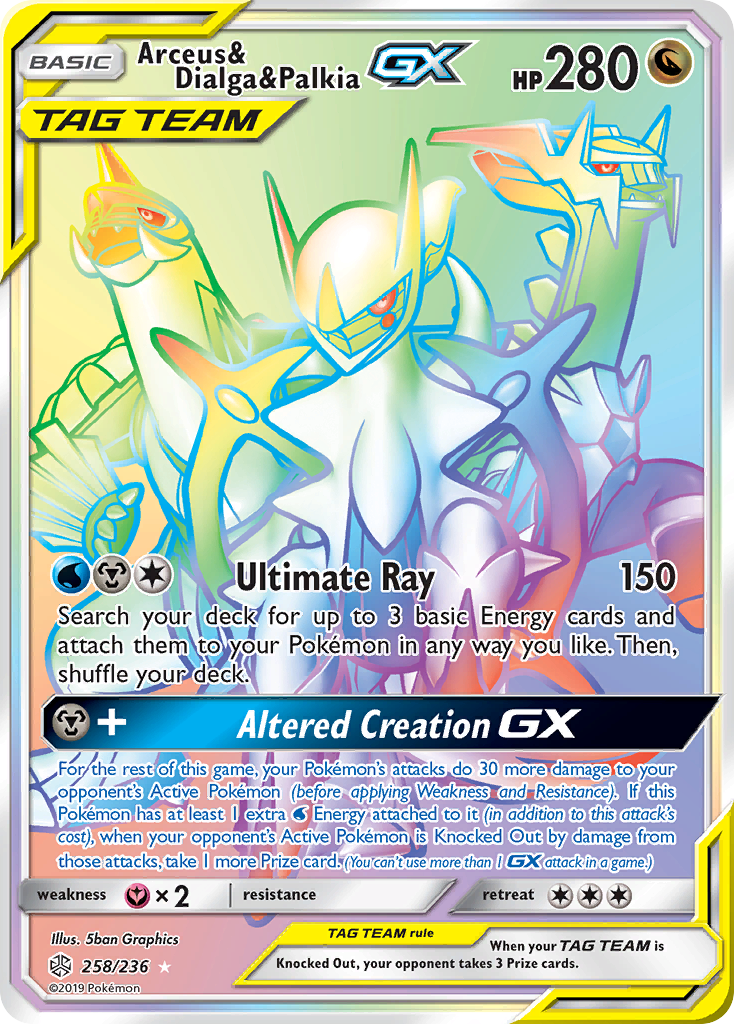 BASIC Arceus& Dialga&Palkia GX HP 280
TAG TEAM
Ultimate Ray 150
Search your deck for up to 3 basic Energy cards and
attach them to your Pokémon in any way you like. Then,
shuffle your deck.
+ Altered Creation GX
For the rest of this game, your Pokémon's attacks do 30 more damage to your
opponent's Active Pokémon (before applying Weakness and Resistance). If this
Pokémon has at least 1 extra Energy attached to it (in addition to this attack's
cost), when your opponent's Active Pokémon is Knocked Out by damage from
those attacks, take 1 more Prize card. (You can't use more than 1 GX attack in a game.)
weakness ×2 resistance retreat
Illus. 5ban Graphics
TAG TEAM rule
When your TAG TEAM is
Knocked Out, your opponent takes 3 Prize cards.
258/236
©2019 Pokémon